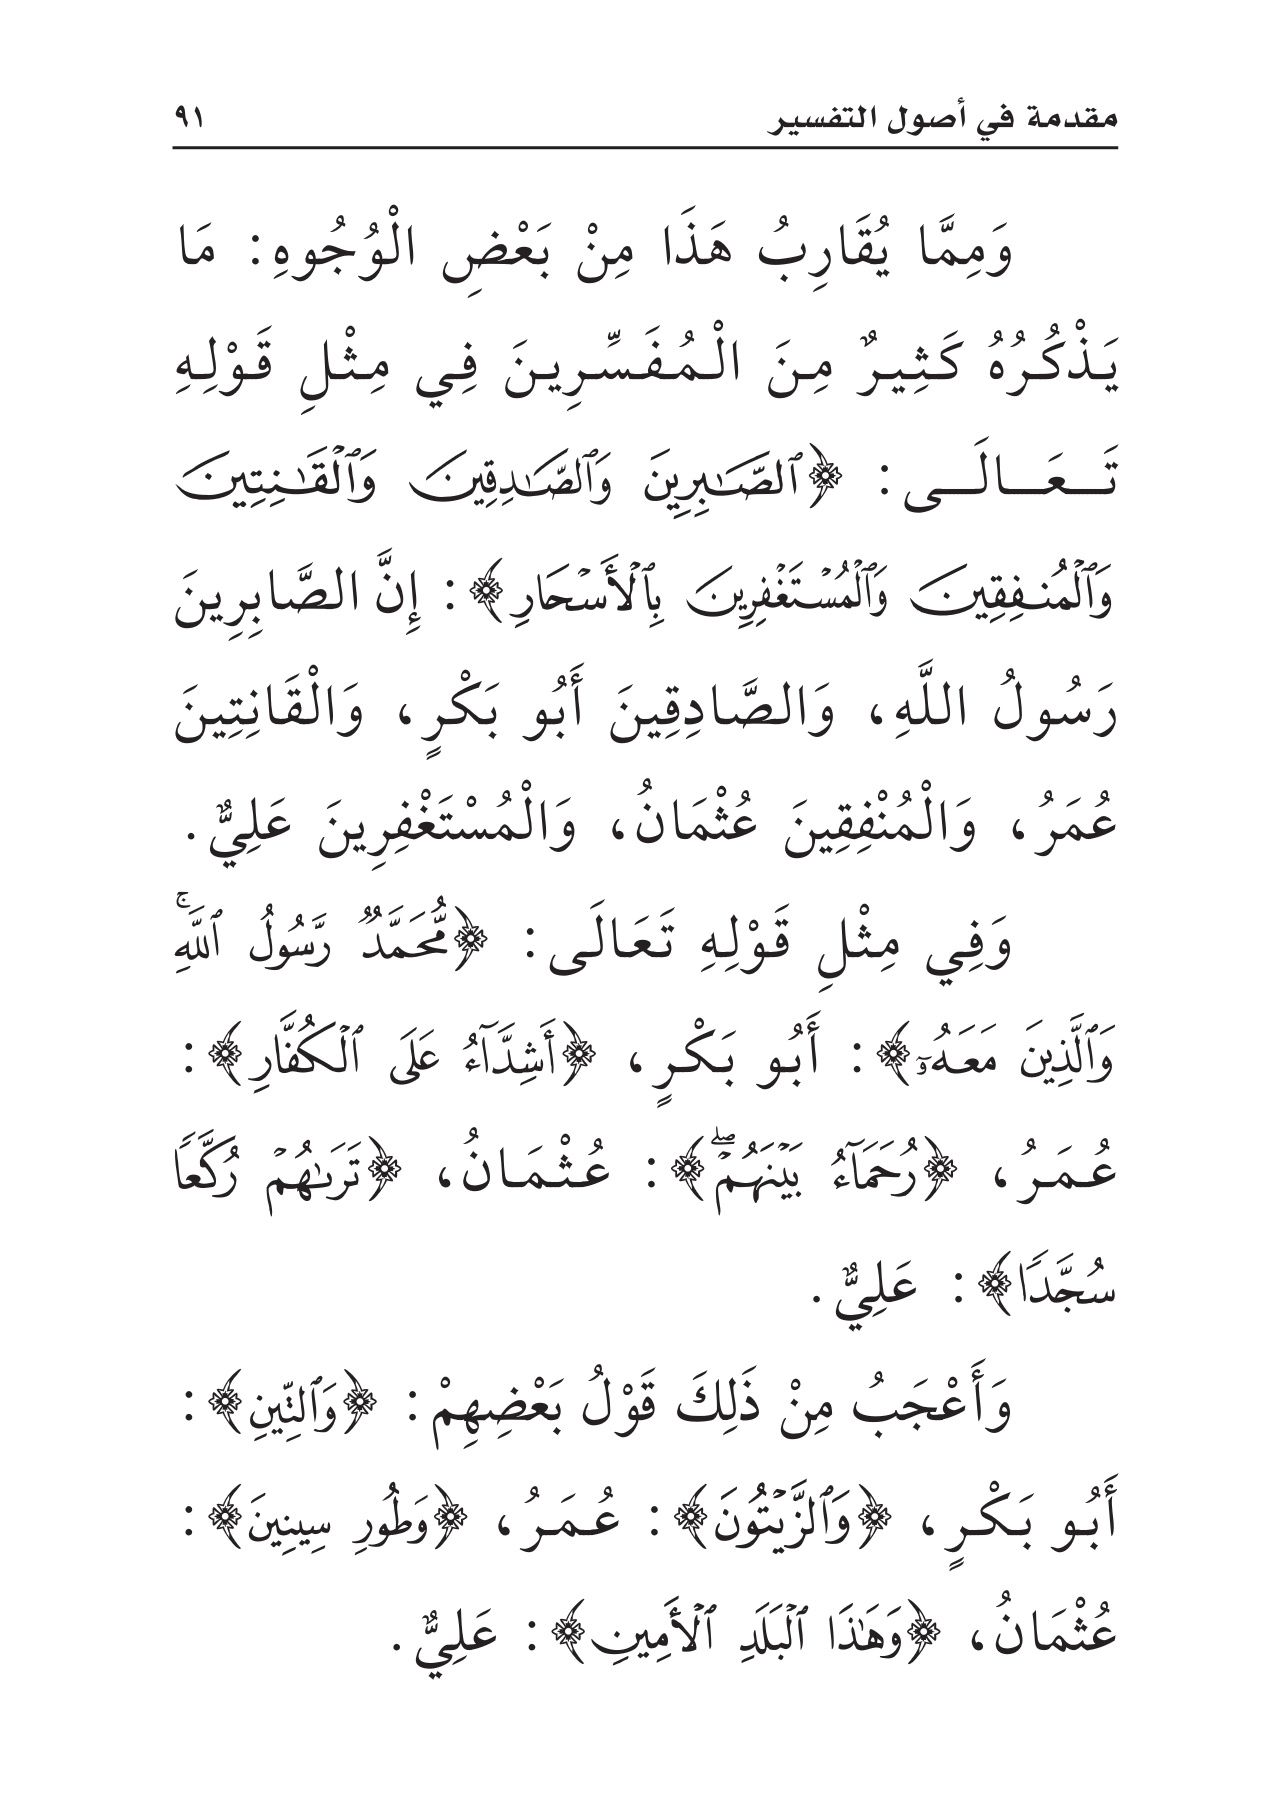 مقدمة في أصول التفسير ٩١
وَمِمَّا يُقَارِبُ هَذَا مِنْ بَعْضِ الْوُجُوهِ: مَا
يَذْكُرُهُ كَثِيرٌ مِنَ الْمُفَسِّرِينَ فِي مِثْلِ قَوْلِهِ
تَعَالَى: ﴿ٱلصَّٰبِرِينَ وَٱلصَّٰدِقِينَ وَٱلۡقَٰنِتِينَ
وَٱلۡمُنفِقِينَ وَٱلۡمُسۡتَغۡفِرِينَ بِٱلۡأَسۡحَارِ﴾: إِنَّ الصَّابِرِينَ
رَسُولُ اللَّهِ، وَالصَّادِقِينَ أَبُو بَكْرٍ، وَالْقَانِتِينَ
عُمَرُ، وَالْمُنْفِقِينَ عُثْمَانُ، وَالْمُسْتَغْفِرِينَ عَلِيٌّ.
وَفِي مِثْلِ قَوْلِهِ تَعَالَى: ﴿مُّحَمَّدٞ رَّسُولُ ٱللَّهِۚ
وَٱلَّذِينَ مَعَهُۥٓ﴾: أَبُو بَكْرٍ، ﴿أَشِدَّآءُ عَلَى ٱلۡكُفَّارِ﴾:
عُمَرُ، ﴿رُحَمَآءُ بَيۡنَهُمۡۖ﴾: عُثْمَانُ، ﴿تَرَىٰهُمۡ رُكَّعٗا
سُجَّدٗا﴾: عَلِيٌّ.
وَأَعْجَبُ مِنْ ذَلِكَ قَوْلُ بَعْضِهِمْ: ﴿وَٱلتِّينِ﴾:
أَبُو بَكْرٍ، ﴿وَٱلزَّيۡتُونَ﴾: عُمَرُ، ﴿وَطُورِ سِينِينَ﴾:
عُثْمَانُ، ﴿وَهَٰذَا ٱلۡبَلَدِ ٱلۡأَمِينِ﴾: عَلِيٌّ.